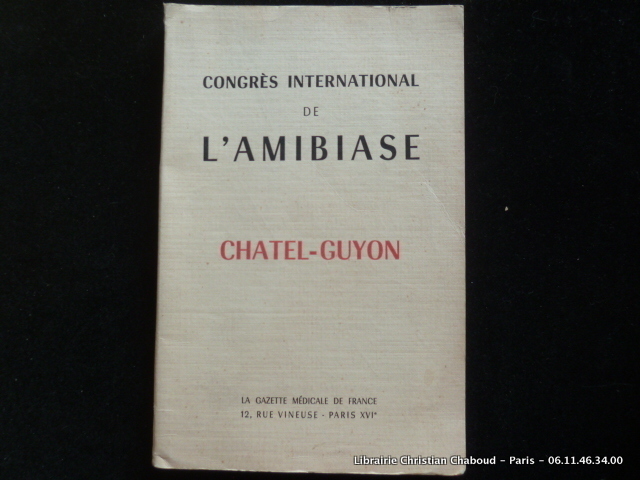 CONGRÈS INTERNATIONAL
DE
L'AMIBIASE
CHATEL-GUYON
LA GAZETTE MÉDICALE DE FRANCE
12, RUE VINEUSE - PARIS XVIe
Librairie Christian Chaboud - Paris - 06.11.46.34.00